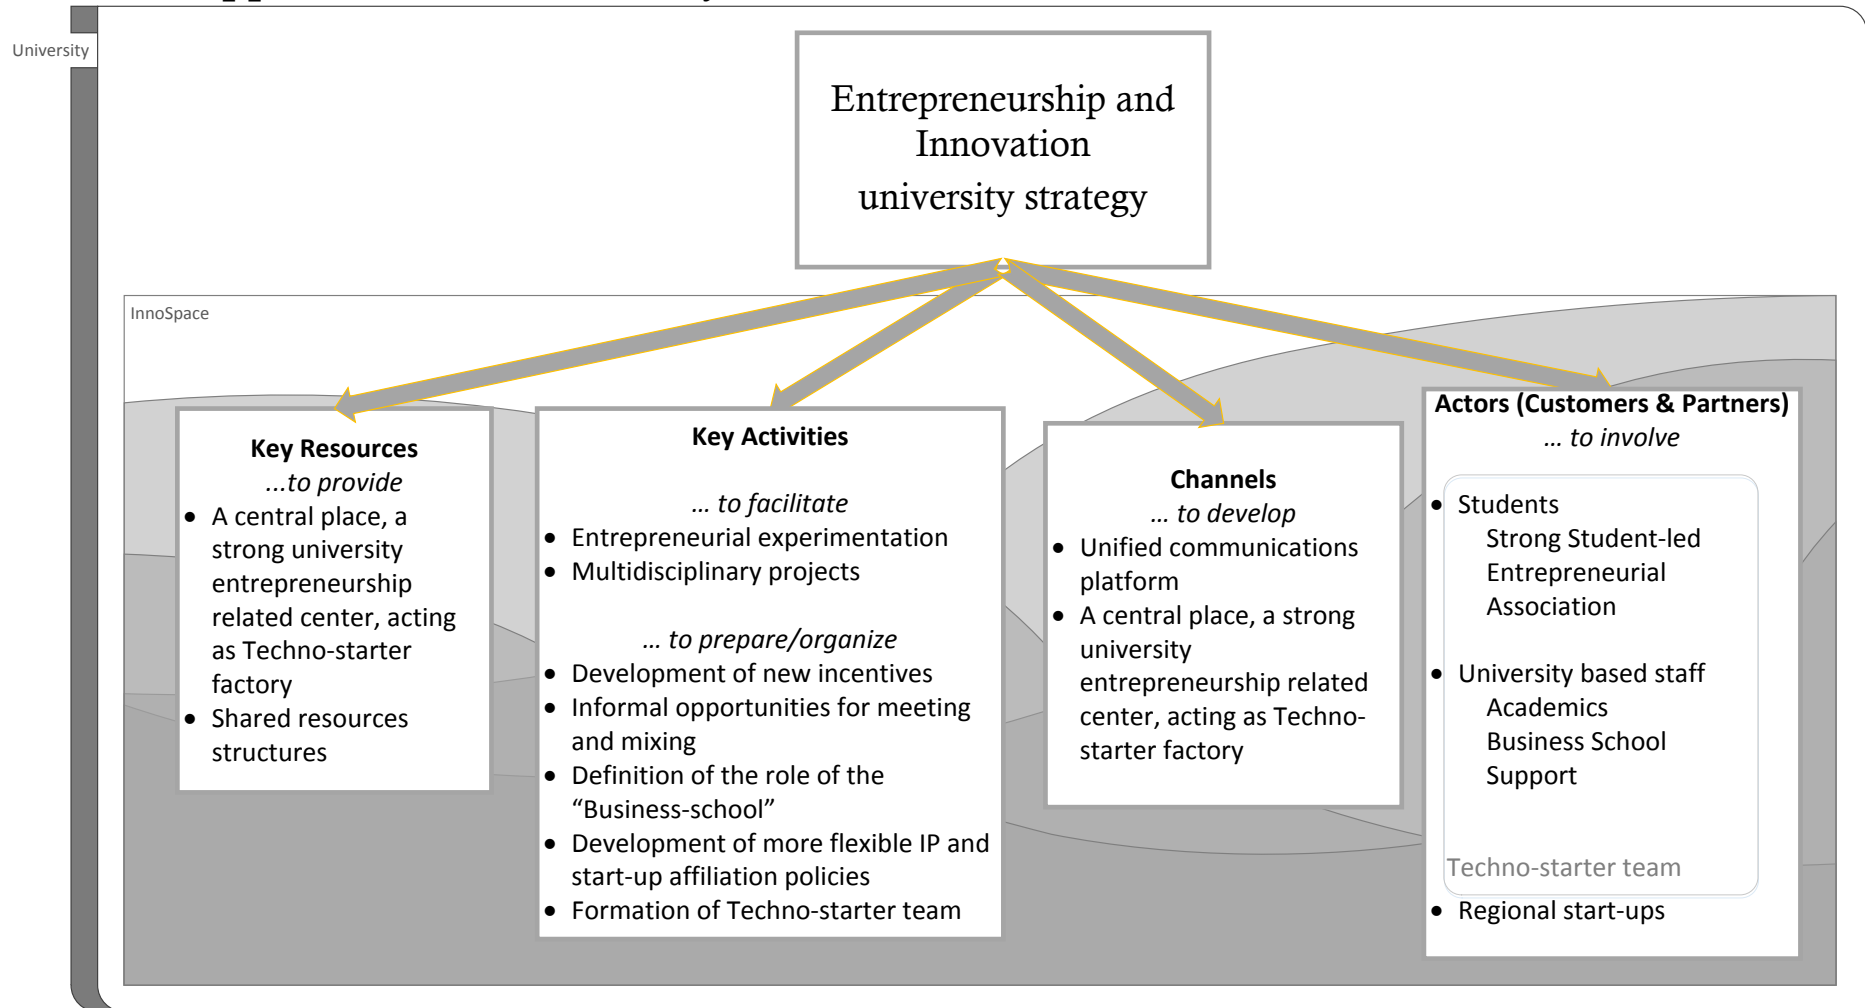 University
Entrepreneurship and
Innovation
university strategy
InnoSpace
Key Resources
...to provide
• A central place, a
strong university
entrepreneurship
related center, acting
as Techno-starter
factory
• Shared resources
structures
Key Activities
... to facilitate
• Entrepreneurial experimentation
• Multidisciplinary projects
... to prepare/organize
• Development of new incentives
• Informal opportunities for meeting
and mixing
• Definition of the role of the
“Business-school”
• Development of more flexible IP and
start-up affiliation policies
• Formation of Techno-starter team
Channels
... to develop
• Unified communications
platform
• A central place, a strong
university
entrepreneurship related
center, acting as Techno-
starter factory
Actors (Customers & Partners)
... to involve
• Students
Strong Student-led
Entrepreneurial
Association
• University based staff
Academics
Business School
Support
Techno-starter team
• Regional start-ups